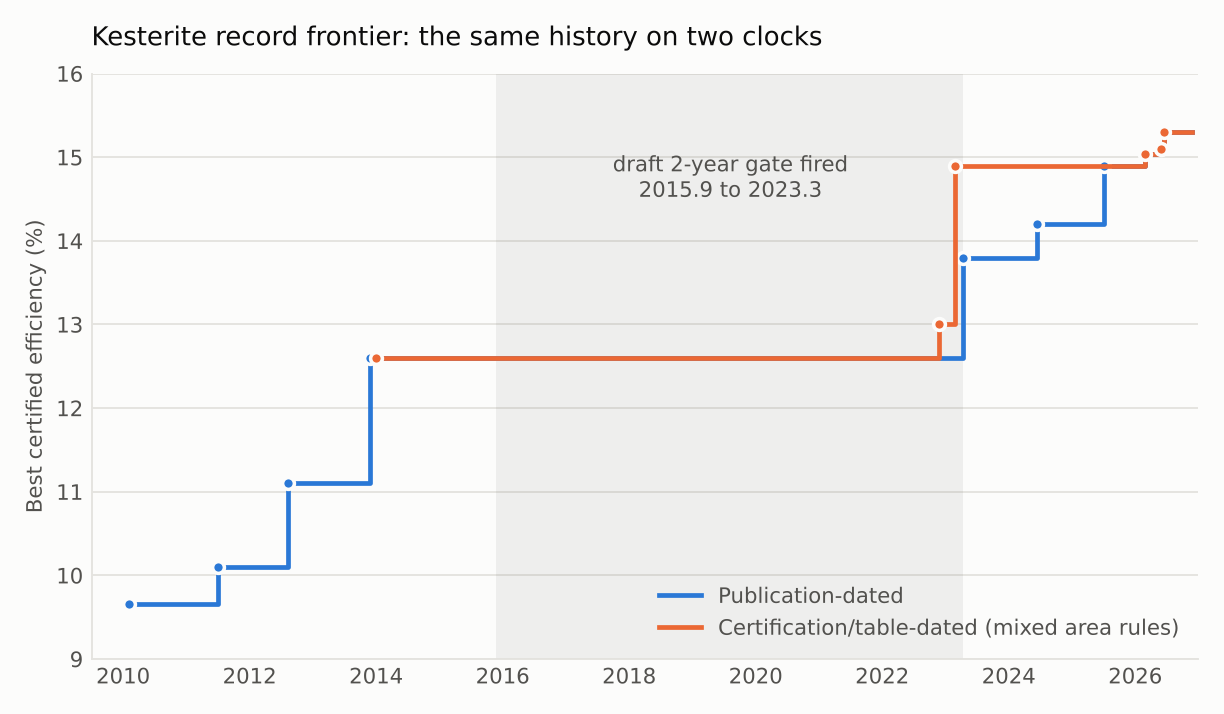 Kesterite record frontier: the same history on two clocks
Best certified efficiency (%)
16
15
14
13
12
11
10
9
draft 2-year gate fired
2015.9 to 2023.3
Publication-dated
Certification/table-dated (mixed area rules)
2010 2012 2014 2016 2018 2020 2022 2024 2026